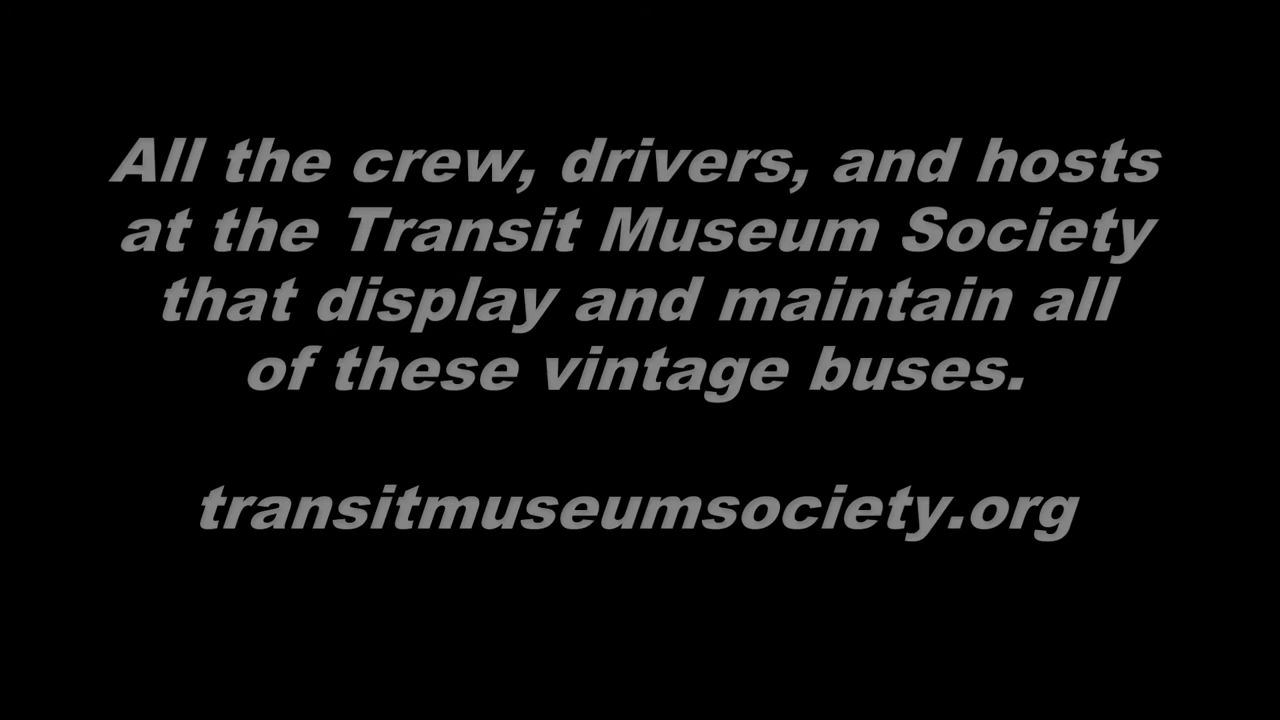 All the crew, drivers, and hosts
at the Transit Museum Society
that display and maintain all
of these vintage buses.
transitmuseumsociety.org